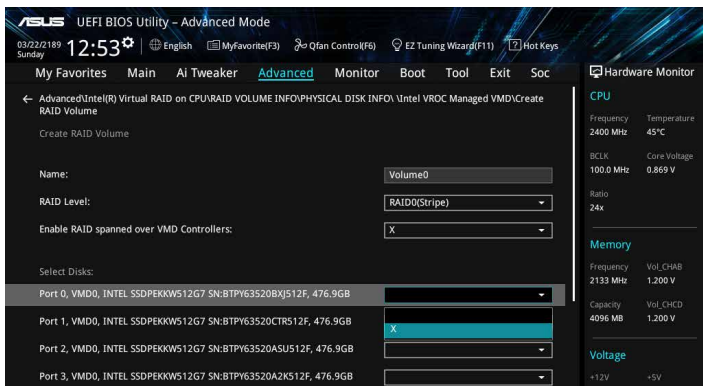 ASUS UEFI BIOS Utility – Advanced Mode
03/22/2189
Sunday
12:53
English
MyFavorite(F3)
Qfan Control(F6)
EZ Tuning Wizard(F11)
? Hot Keys
My Favorites Main Ai Tweaker Advanced Monitor Boot Tool Exit Soc
← Advanced\Intel(R) Virtual RAID on CPU\RAID VOLUME INFO\PHYSICAL DISK INFO\ \Intel VROC Managed VMD\Create
RAID Volume
Create RAID Volume
Name: Volume0
RAID Level: RAID0(Stripe)
Enable RAID spanned over VMD Controllers: X
Select Disks:
Port 0, VMD0, INTEL SSDPEKKW512G7 SN:BTPY63520BXJ512F, 476.9GB
Port 1, VMD0, INTEL SSDPEKKW512G7 SN:BTPY63520CTR512F, 476.9GB
X
Port 2, VMD0, INTEL SSDPEKKW512G7 SN:BTPY63520ASU512F, 476.9GB
Port 3, VMD0, INTEL SSDPEKKW512G7 SN:BTPY63520A2K512F, 476.9GB
Hardware Monitor
CPU
Frequency Temperature
2400 MHz 45°C
BCLK Core Voltage
100.0 MHz 0.869 V
Ratio
24x
Memory
Frequency Vol_CHAB
2133 MHz 1.200 V
Capacity Vol_CHCD
4096 MB 1.200 V
Voltage
+12V +5V